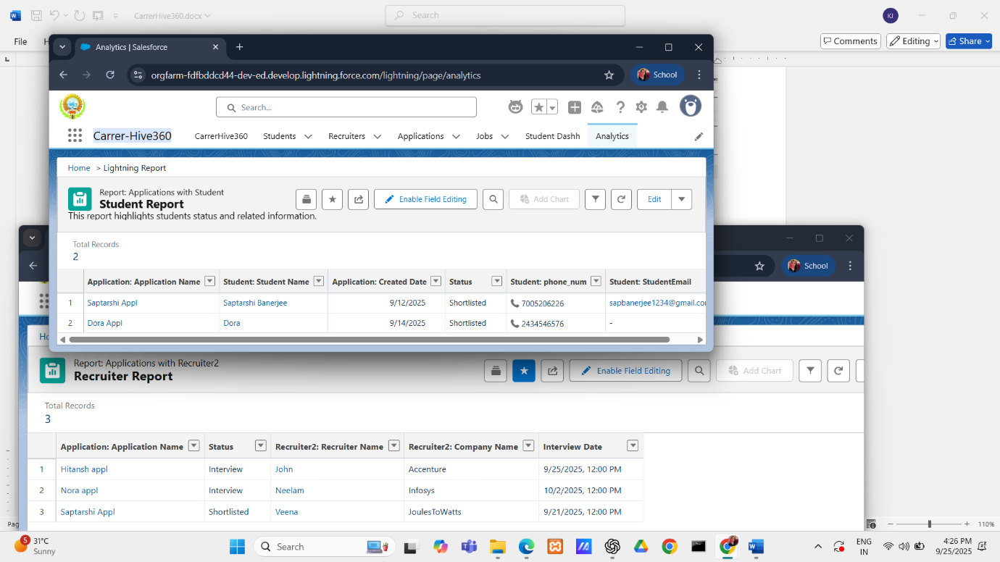 CarrerHive360.docx
Search
KJ
File
H
Comments
Editing
Share
Analytics | Salesforce
orgfarm-fdfbddcd44-dev-ed.develop.lightning.force.com/lightning/page/analytics
School
Search...
Carrer-Hive360
CarrerHive360
Students
Recruiters
Applications
Jobs
Student Dashh
Analytics
Home > Lightning Report
Report: Applications with Student
Student Report
This report highlights students status and related information.
Enable Field Editing
Add Chart
Edit
Total Records
2
Application: Application Name Student: Student Name Application: Created Date Status Student: phone_num Student: StudentEmail
1 Saptarshi Appl Saptarshi Banerjee 9/12/2025 Shortlisted 7005206226 sapbanerjee1234@gmail.co
2 Dora Appl Dora 9/14/2025 Shortlisted 2434546576 -
School
Ho
Report: Applications with Recruiter2
Recruiter Report
Enable Field Editing
Add Chart
Total Records
3
Application: Application Name Status Recruiter2: Recruiter Name Recruiter2: Company Name Interview Date
1 Hitansh appl Interview John Accenture 9/25/2025, 12:00 PM
2 Nora appl Interview Neelam Infosys 10/2/2025, 12:00 PM
3 Saptarshi Appl Shortlisted Veena JoulesToWatts 9/21/2025, 12:00 PM
Pag
110%
5
31°C
Sunny
Search
ENG
IN
4:26 PM
9/25/2025